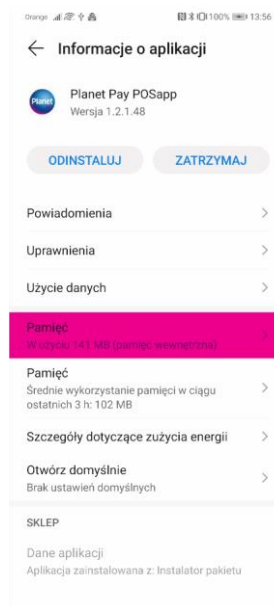 Orange 100% 13:56
Informacje o aplikacji
Planet
Planet Pay POSapp
Wersja 1.2.1.48
ODINSTALUJ ZATRZYMAJ
Powiadomienia
Uprawnienia
Użycie danych
Pamięć
W użyciu 141 MB (pamięć wewnętrzna)
Pamięć
Średnie wykorzystanie pamięci w ciągu
ostatnich 3 h: 102 MB
Szczegóły dotyczące zużycia energii
Otwórz domyślnie
Brak ustawień domyślnych
SKLEP
Dane aplikacji
Aplikacja zainstalowana z: Instalator pakietu